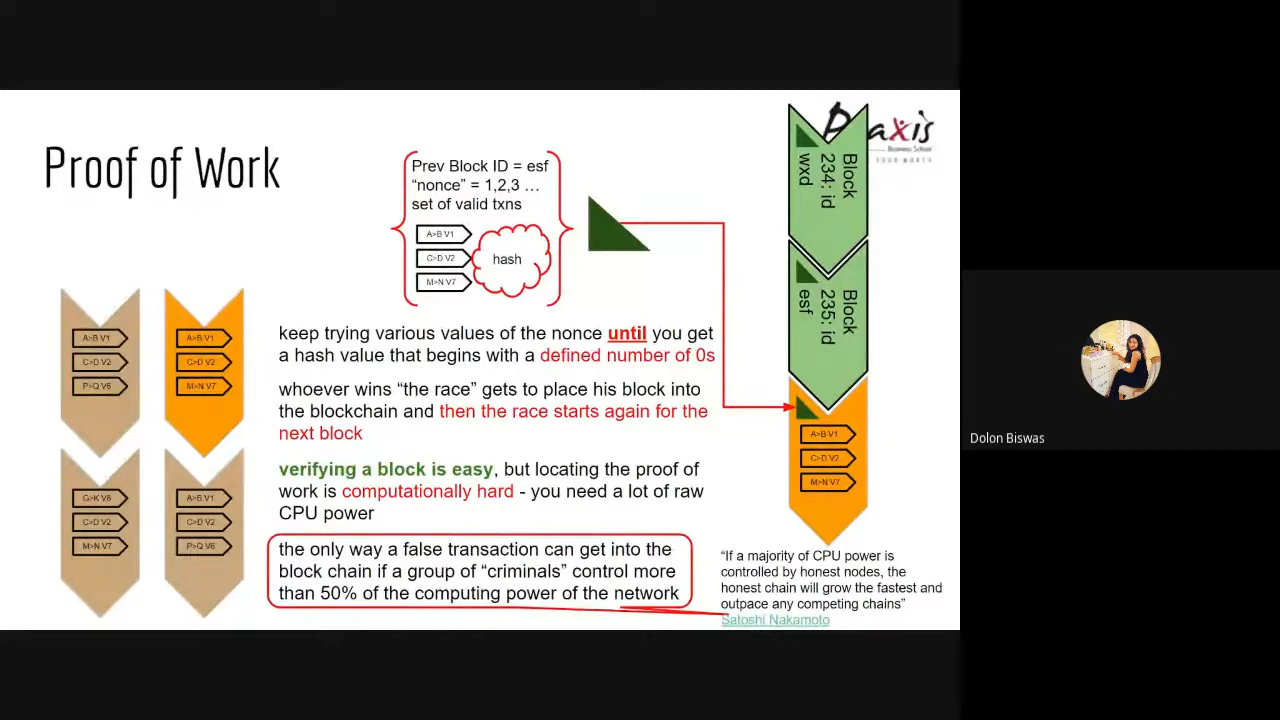 Proof of Work
Prev Block ID = esf
“nonce” = 1,2,3 ...
set of valid txns
A>B V1
C>D V2
M>N V7
hash
A>B V1
C>D V2
P>Q V6
A>B V1
C>D V2
M>N V7
G>K V8
C>D V2
M>N V7
A>B V1
C>D V2
P>Q V6
keep trying various values of the nonce until you get
a hash value that begins with a defined number of 0s
whoever wins “the race” gets to place his block into
the blockchain and then the race starts again for the
next block
verifying a block is easy, but locating the proof of
work is computationally hard - you need a lot of raw
CPU power
the only way a false transaction can get into the
block chain if a group of “criminals” control more
than 50% of the computing power of the network
axis
Business School
YOUR WORTH
Block
234: id
wxd
Block
235: id
esf
A>B V1
C>D V2
M>N V7
“If a majority of CPU power is
controlled by honest nodes, the
honest chain will grow the fastest and
outpace any competing chains”
Satoshi Nakamoto
Dolon Biswas